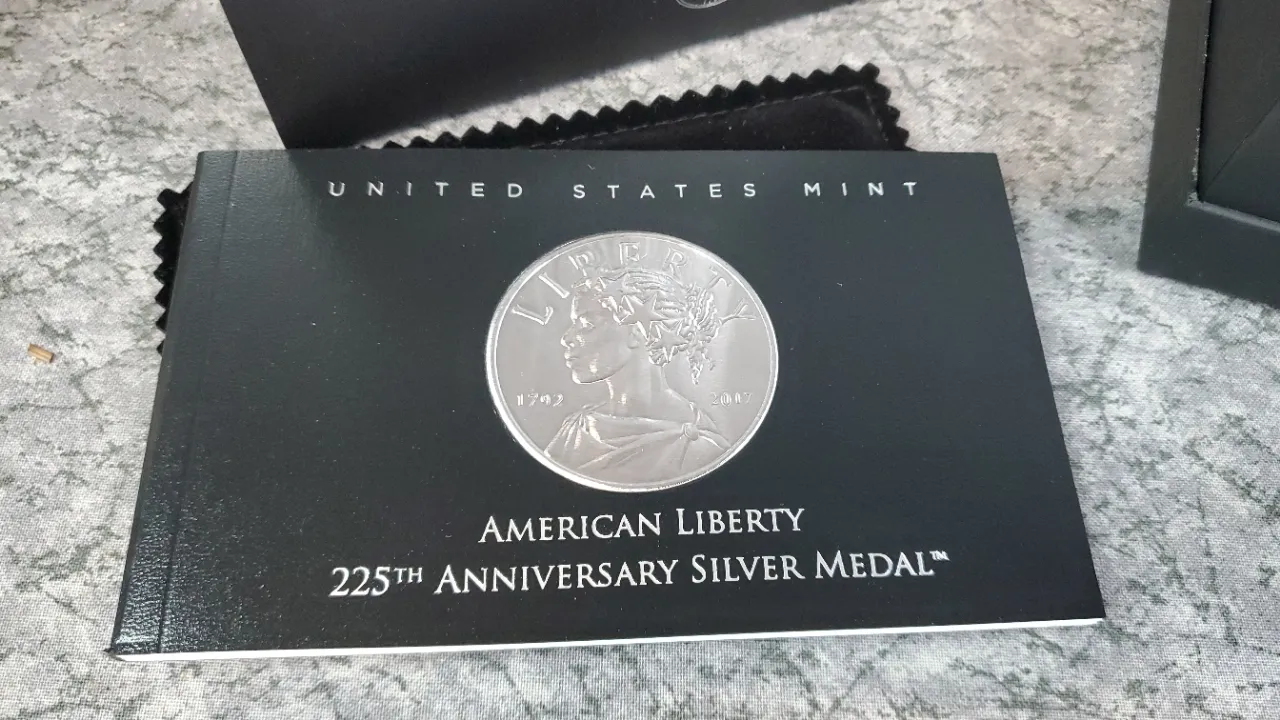 UNITED STATES MINT
LIBERTY
1792 2017
AMERICAN LIBERTY
225TH ANNIVERSARY SILVER MEDAL™